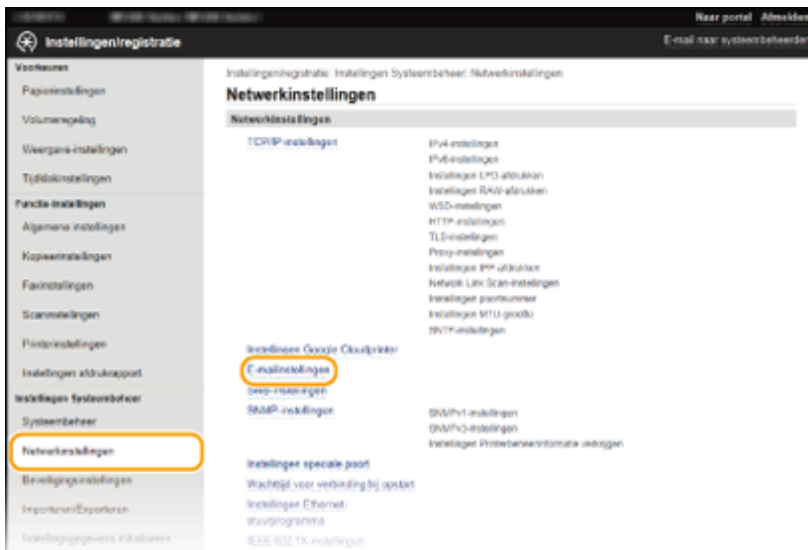 Naar portal Afmelden
Instellingen/registratie
E-mail naar systeembeheerder
Voorkeuren
Papierinstellingen
Volumeregeling
Weergave-instellingen
Tijdklokinstellingen
Functie-instellingen
Algemene instellingen
Kopieerinstellingen
Faxinstellingen
Scaninstellingen
Printerinstellingen
Instellingen afdrukrapport
Instellingen Systeembeheer
Systeembeheer
Netwerkinstellingen
Beveiligingsinstellingen
Importeren/Exporteren
Instellingsgegevens initialiseren
Instellingen/registratie: Instellingen Systeembeheer: Netwerkinstellingen
Netwerkinstellingen
Netwerkinstellingen
TCP/IP-instellingen
IPv4-instellingen
IPv6-instellingen
Instellingen LPD-afdrukken
Instellingen RAW-afdrukken
WSD-instellingen
HTTP-instellingen
TLS-instellingen
Proxy-instellingen
Instellingen IPP-afdrukken
Network Link Scan-instellingen
Instellingen poortnummer
Instellingen MTU-grootte
SNTP-instellingen
Instellingen Google Cloudprinter
E-mailinstellingen
SMB-instellingen
SNMP-instellingen
SNMPv1-instellingen
SNMPv3-instellingen
Instellingen Printerbeheerinformatie verkrijgen
Instellingen speciale poort
Wachttijd voor verbinding bij opstart
Instellingen Ethernet-
stuurprogramma
IEEE 802.1X-instellingen